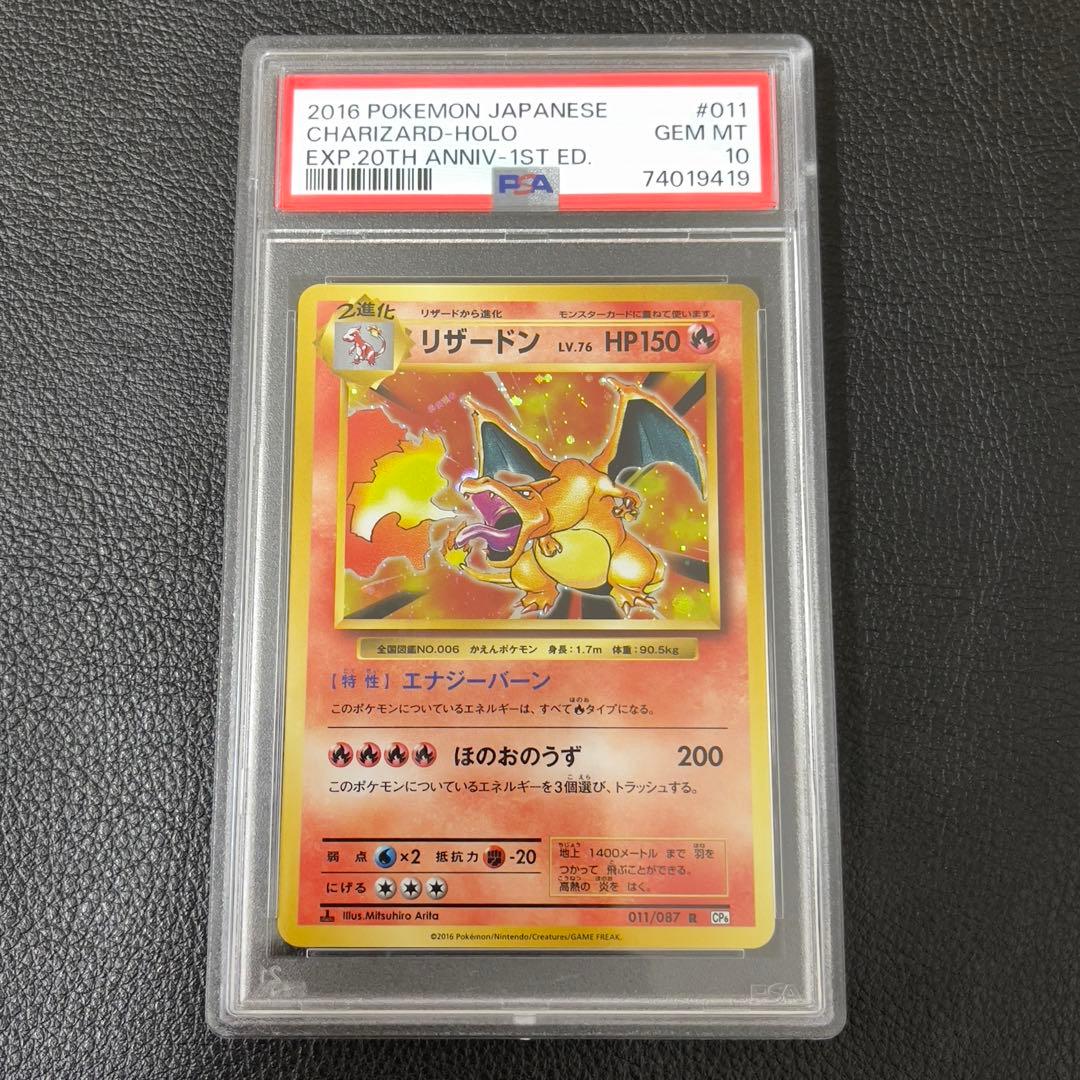 2016 POKEMON JAPANESE #011
CHARIZARD-HOLO GEM MT
EXP.20TH ANNIV-1ST ED. 10
PSA 74019419
2進化
リザードから進化 モンスターカードに重ねて使います。
リザードン LV.76 HP150
全国図鑑NO.006 かえんポケモン 身長:1.7m 体重:90.5kg
[特性] エナジーバーン
このポケモンについているエネルギーは、すべてタイプになる。
ほのおのうず 200
このポケモンについているエネルギーを3個選び、トラッシュする。
弱点 ×2 抵抗力 -20
にげる
地上 1400メートル まで 羽を
つかって 飛ぶことができる。
高熱の 炎を はく。
Illus.Mitsuhiro Arita 011/087 R CP6
©2016 Pokémon/Nintendo/Creatures/GAME FREAK.
PSA